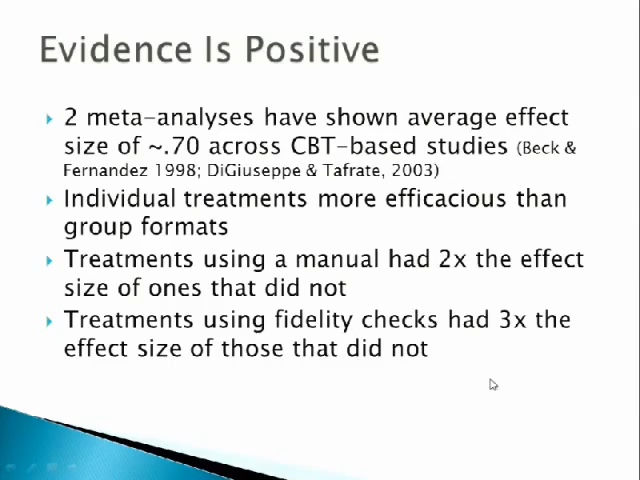 Evidence Is Positive
2 meta-analyses have shown average effect
size of ~.70 across CBT-based studies (Beck &
Fernandez 1998; DiGiuseppe & Tafrate, 2003)
Individual treatments more efficacious than
group formats
Treatments using a manual had 2x the effect
size of ones that did not
Treatments using fidelity checks had 3x the
effect size of those that did not